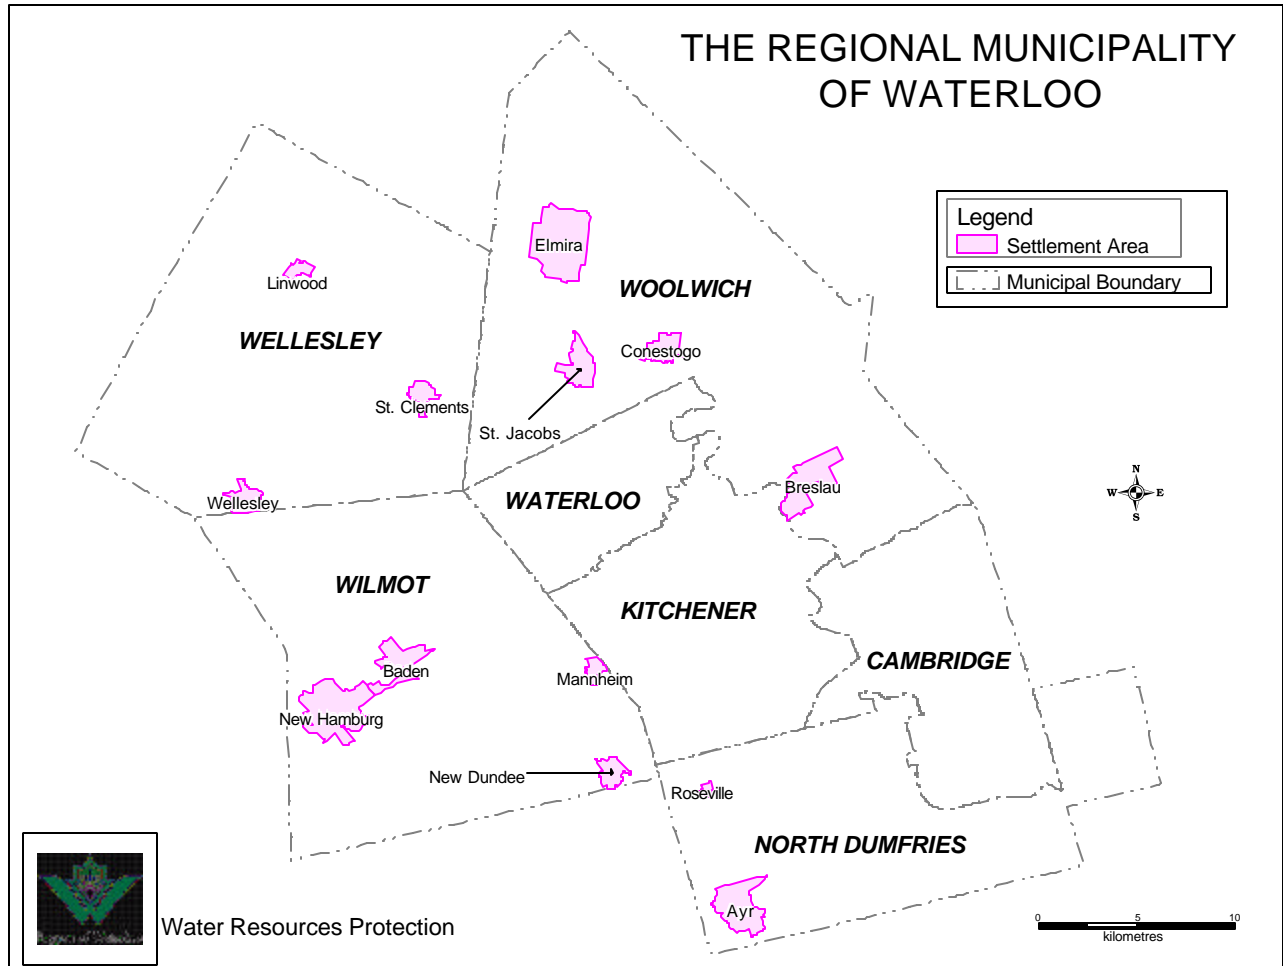 THE REGIONAL MUNICIPALITY
OF WATERLOO
Legend
Settlement Area
Municipal Boundary
Elmira
Linwood
WOOLWICH
WELLESLEY
Conestogo
St. Clements
St. Jacobs
Wellesley
WATERLOO
Breslau
N
W E
S
WILMOT
KITCHENER
CAMBRIDGE
Baden
Mannheim
New Hamburg
New Dundee
Roseville
NORTH DUMFRIES
Ayr
Water Resources Protection
0 5 10
kilometres